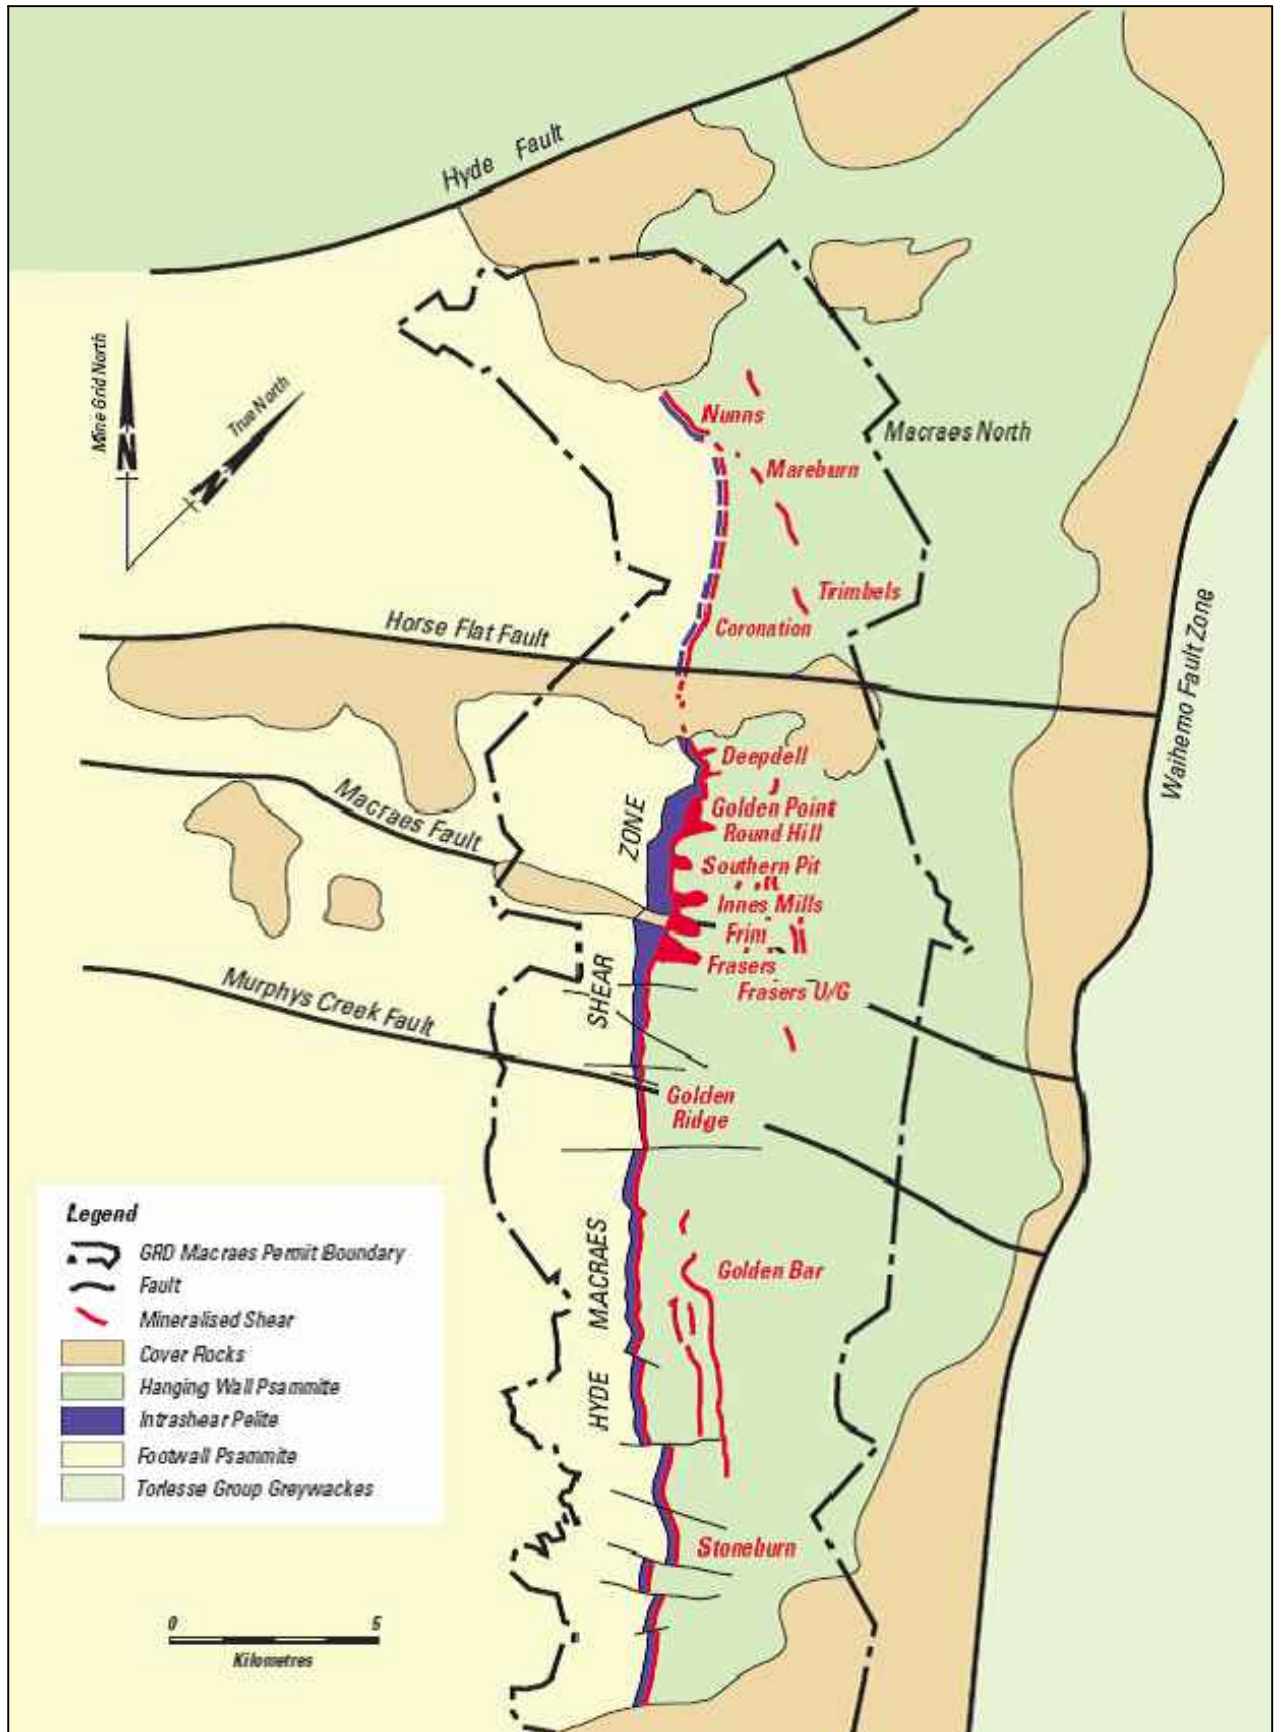 Hyde Fault
Mine Grid North
N
True North
N
Nunns
Macraes North
Mareburn
Tirimbels
Coronation
Horse Flat Fault
Waihemo Fault Zone
Deepdell
Macraes Fault
Golden Point
Round Hill
Southern Pit
Innes Mills
Frim
Frasers
Frasers U/G
Murphys Creek Fault
Golden
Ridge
HYDE MACRAES SHEAR ZONE
Golden Bar
Stoneburn
Legend
GRD Macraes Permit Boundary
Fault
Mineralised Shear
Cover Rocks
Hanging Wall Psammite
Intrashear Pelite
Footwall Psammite
Torlesse Group Greywackes
0 5
Kilometres